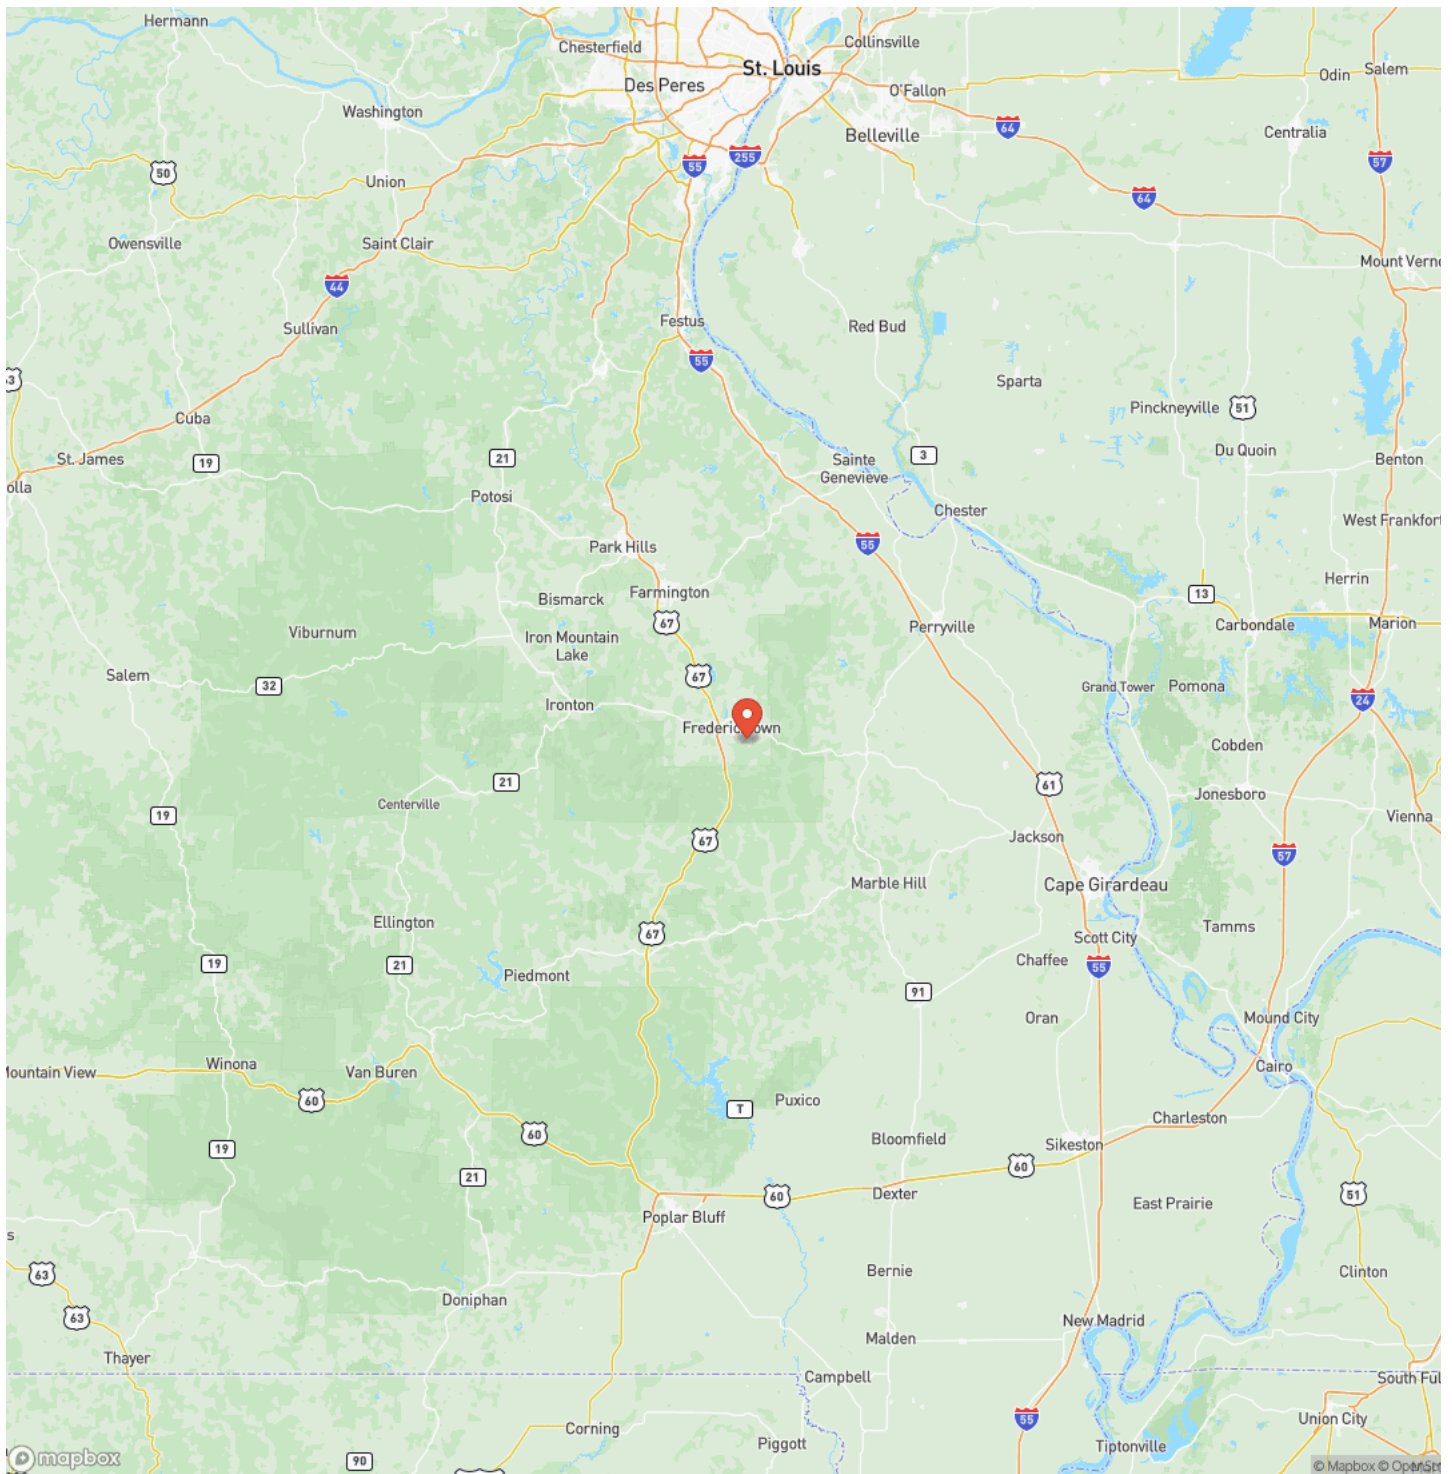 Hermann
Chesterfield
Collinsville
St. Louis
Des Peres
Odin
Salem
O'Fallon
Washington
64
Centralia
Belleville
55
255
57
50
Union
64
Owensville
Saint Clair
Mount Verne
44
Sullivan
Festus
Red Bud
55
Sparta
Pinckneyville
51
Cuba
Du Quoin
St. James
19
21
Sainte
Genevieve
3
Benton
olla
Potosi
Chester
West Frankfort
Park Hills
55
Bismarck
Farmington
Herrin
13
Viburnum
Iron Mountain
Lake
67
Perryville
Carbondale
Marion
Salem
32
67
Grand Tower
Pomona
24
Ironton
Cobden
21
Centerville
61
Jonesboro
19
67
Jackson
Vienna
57
Marble Hill
Cape Girardeau
Ellington
67
Scott City
Tamms
19
21
Piedmont
Chaffee
55
91
Oran
Mound City
Mountain View
Winona
Van Buren
Cairo
60
T
Puxico
Charleston
19
60
Bloomfield
Sikeston
21
60
60
Dexter
51
Poplar Bluff
East Prairie
63
Bernie
Clinton
Doniphan
63
New Madrid
Malden
Thayer
Campbell
South Ful
Corning
55
Union City
Piggott
Tiptonville
90
mapbox
© Mapbox ©